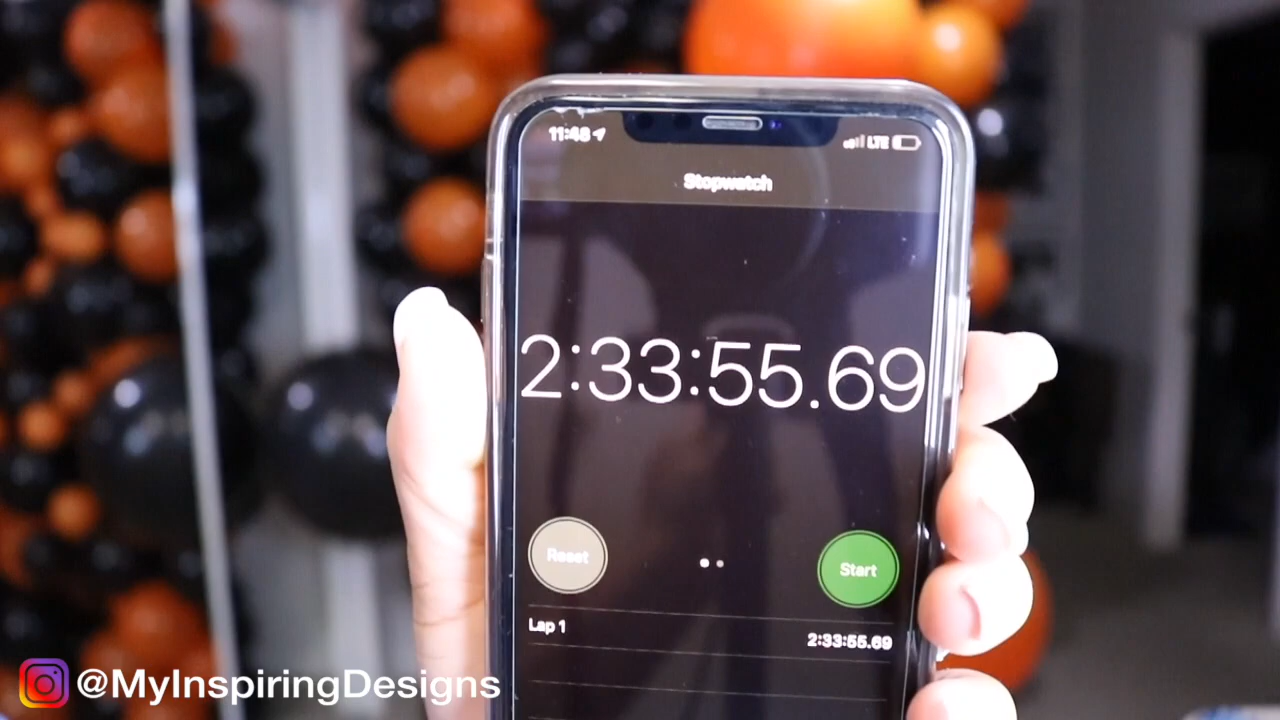 11:48
LTE
Stopwatch
2:33:55.69
Reset
Start
Lap 1
2:33:55.69
@MyInspiringDesigns